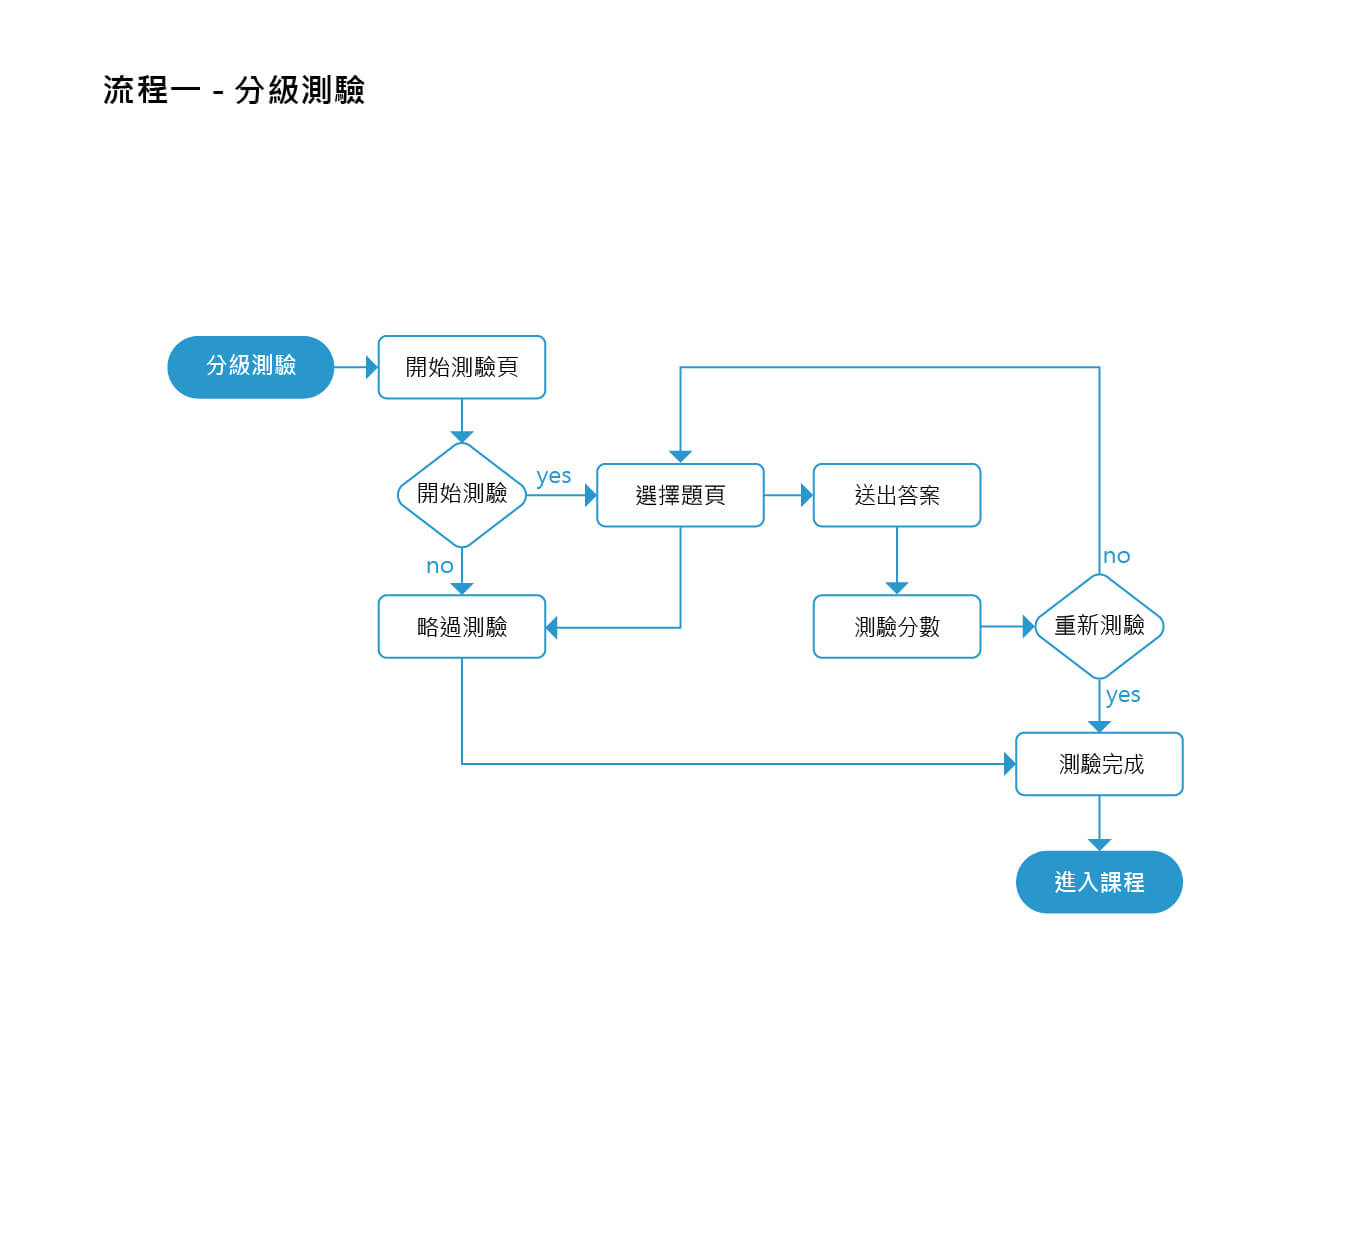 流程一 - 分級測驗
分級測驗
開始測驗頁
開始測驗
yes
選擇題頁
送出答案
no
no
略過測驗
測驗分數
重新測驗
yes
測驗完成
進入課程